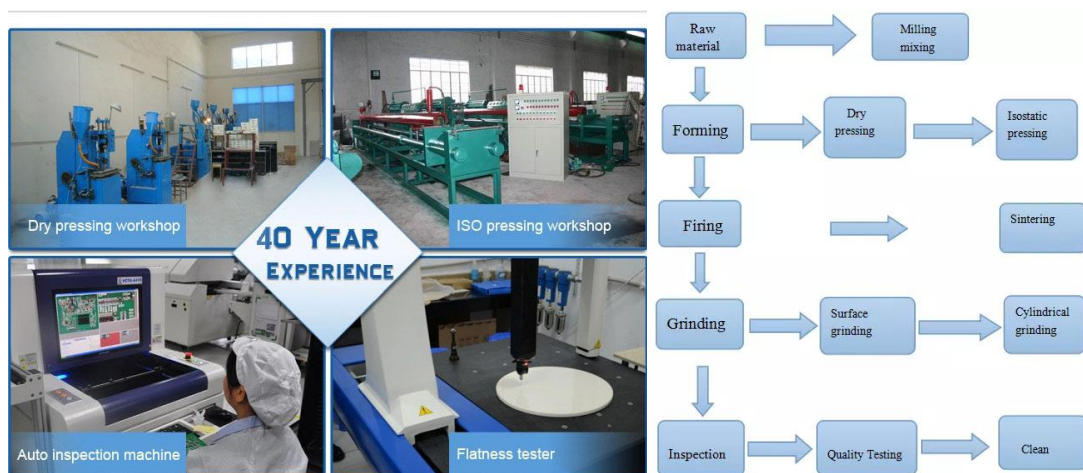 Dry pressing workshop
ISO pressing workshop
40 YEAR
EXPERIENCE
Auto inspection machine
Flatness tester
Raw
material
Milling
mixing
Forming
Dry
pressing
Isostatic
pressing
Firing
Sintering
Grinding
Surface
grinding
Cylindrical
grinding
Inspection
Quality Testing
Clean